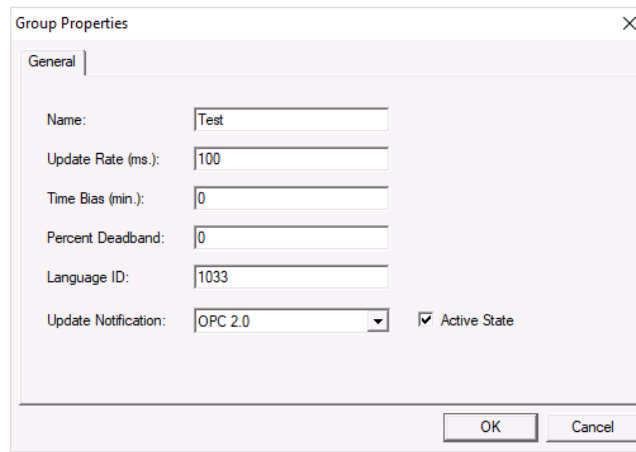 Group Properties
General
Name: Test
Update Rate (ms.): 100
Time Bias (min.): 0
Percent Deadband: 0
Language ID: 1033
Update Notification: OPC 2.0 Active State
OK Cancel